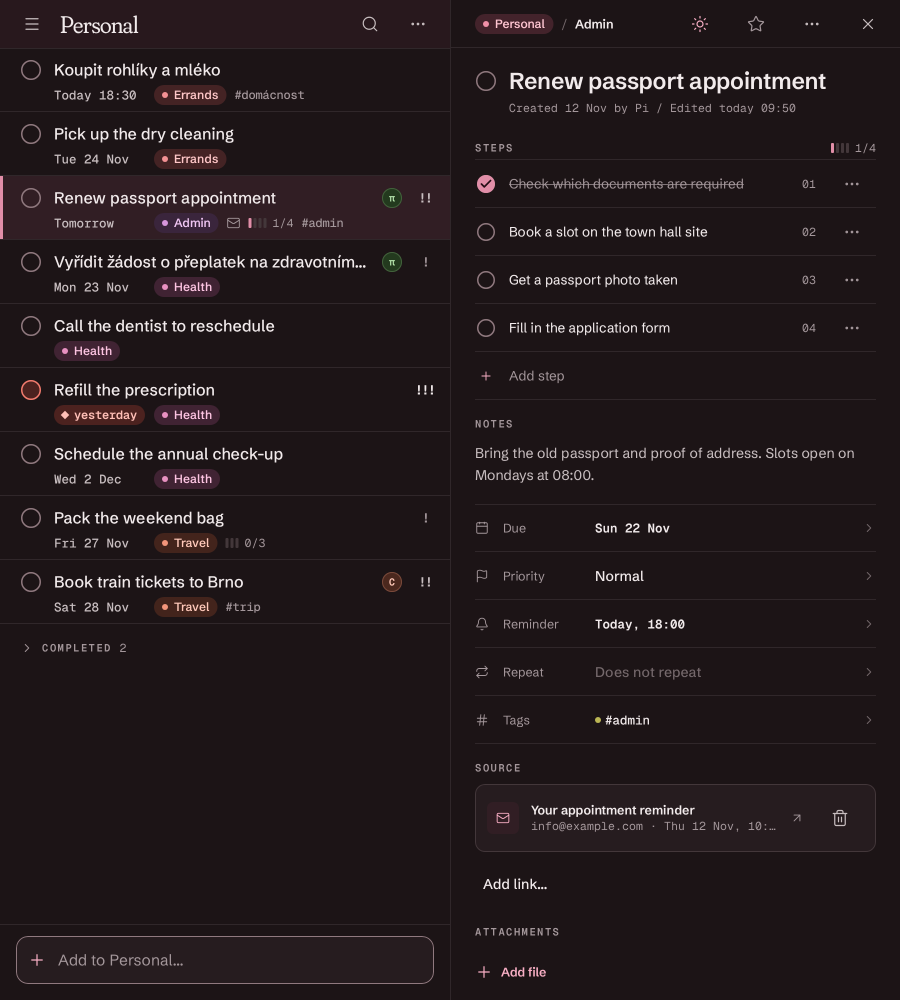 Personal
Koupit rohlíky a mléko
Today 18:30 Errands #domácnost
Pick up the dry cleaning
Tue 24 Nov Errands
Renew passport appointment π !!
Tomorrow Admin 1/4 #admin
Vyřídit žádost o přeplatek na zdravotním… π !
Mon 23 Nov Health
Call the dentist to reschedule
Health
Refill the prescription !!!
yesterday Health
Schedule the annual check-up
Wed 2 Dec Health
Pack the weekend bag !
Fri 27 Nov Travel 0/3
Book train tickets to Brno C !!
Sat 28 Nov Travel #trip
COMPLETED 2
Add to Personal...
Personal / Admin
Renew passport appointment
Created 12 Nov by Pi / Edited today 09:50
STEPS 1/4
Check which documents are required 01
Book a slot on the town hall site 02
Get a passport photo taken 03
Fill in the application form 04
Add step
NOTES
Bring the old passport and proof of address. Slots open on
Mondays at 08:00.
Due Sun 22 Nov
Priority Normal
Reminder Today, 18:00
Repeat Does not repeat
Tags #admin
SOURCE
Your appointment reminder
info@example.com · Thu 12 Nov, 10:…
Add link...
ATTACHMENTS
Add file